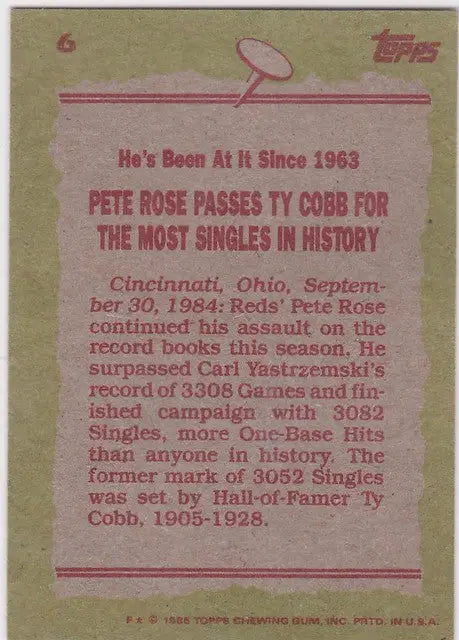 6
TOPPS
He's Been At It Since 1963
PETE ROSE PASSES TY COBB FOR
THE MOST SINGLES IN HISTORY
Cincinnati, Ohio, Septem-
ber 30, 1984: Reds' Pete Rose
continued his assault on the
record books this season. He
surpassed Carl Yastrzemski's
record of 3308 Games and fin-
ished campaign with 3082
Singles, more One-Base Hits
than anyone in history. The
former mark of 3052 Singles
was set by Hall-of-Famer Ty
Cobb, 1905-1928.
F★ © 1985 TOPPS CHEWING GUM, INC. PRTD. IN U.S.A.